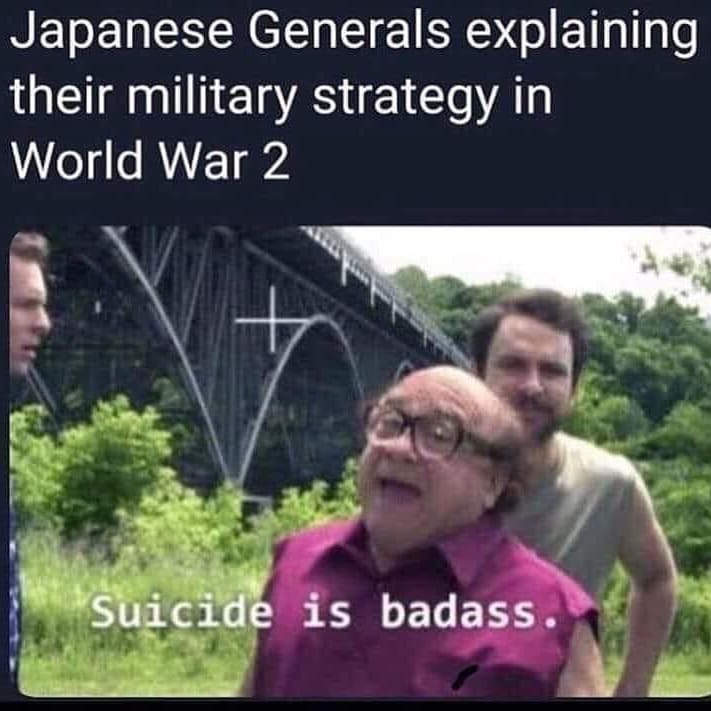 Japanese Generals explaining
their military strategy in
World War 2
Suicide is badass.